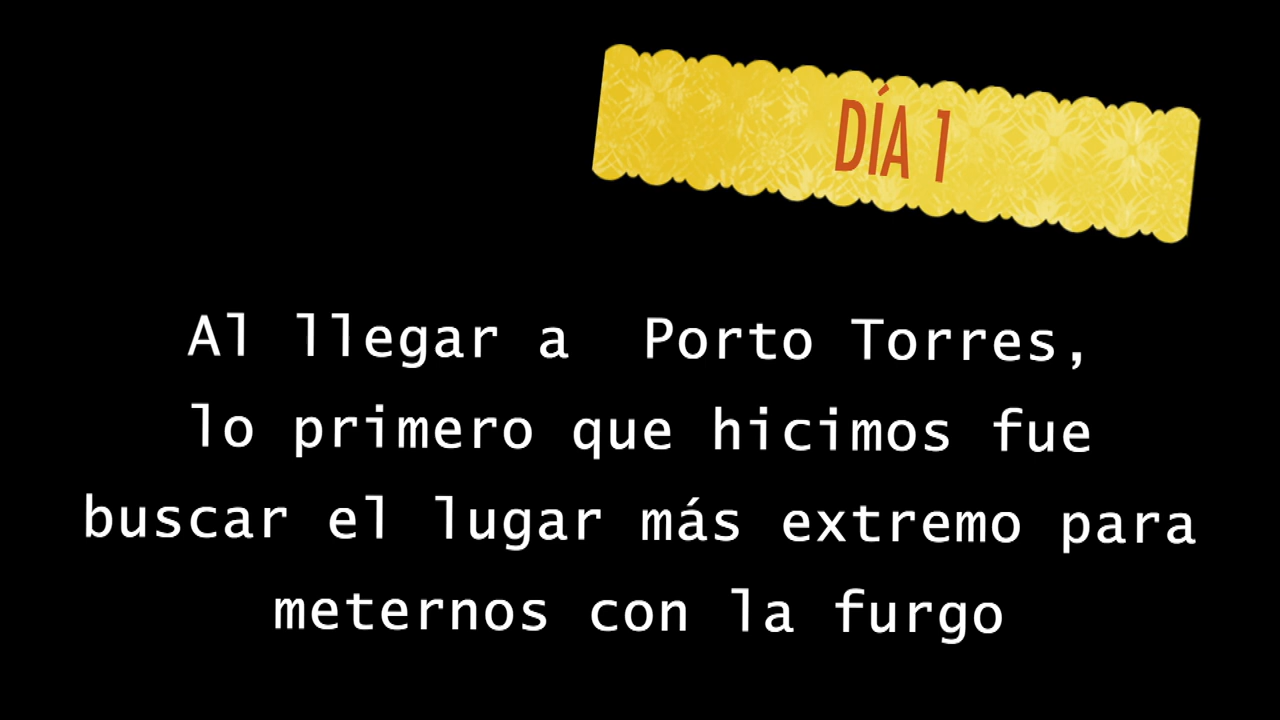 DÍA 1
Al llegar a  Porto Torres,
lo primero que hicimos fue
buscar el lugar más extremo para
meternos con la furgo